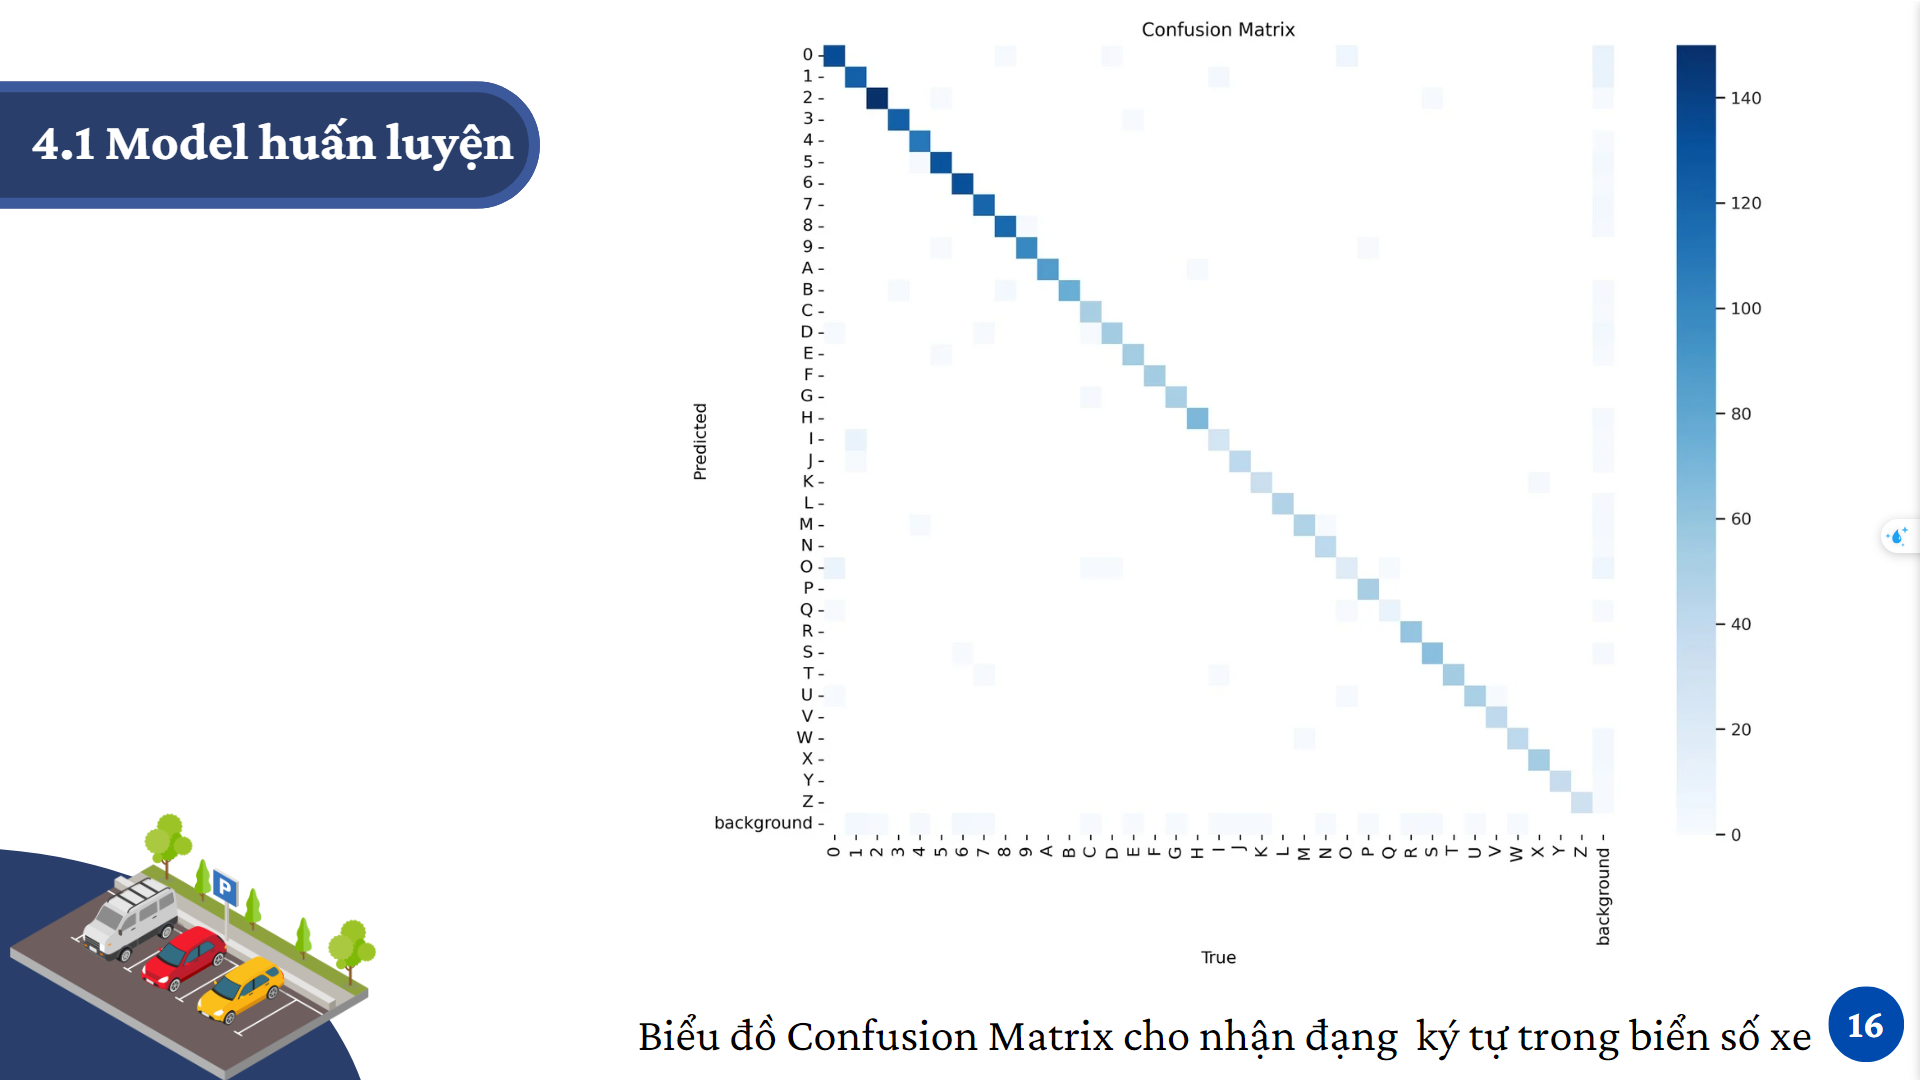 4.1 Model huấn luyện
Confusion Matrix
0
1
2
3
4
5
6
7
8
9
A
B
C
D
E
F
G
H
I
J
K
L
M
N
O
P
Q
R
S
T
U
V
W
X
Y
Z
background
Predicted
0 1 2 3 4 5 6 7 8 9 A B C D E F G H I J K L M N O P Q R S T U V W X Y Z background
True
140
120
100
80
60
40
20
0
P
Biểu đồ Confusion Matrix cho nhận đạng ký tự trong biển số xe
16